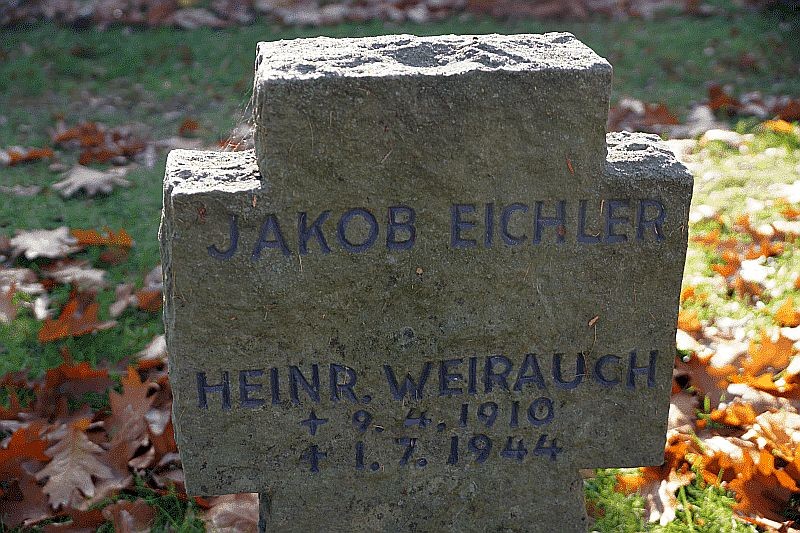 JAKOB EICHLER
HEINR. WEIRAUCH
+ 9. 4. 1910
+ 1. 7. 1944